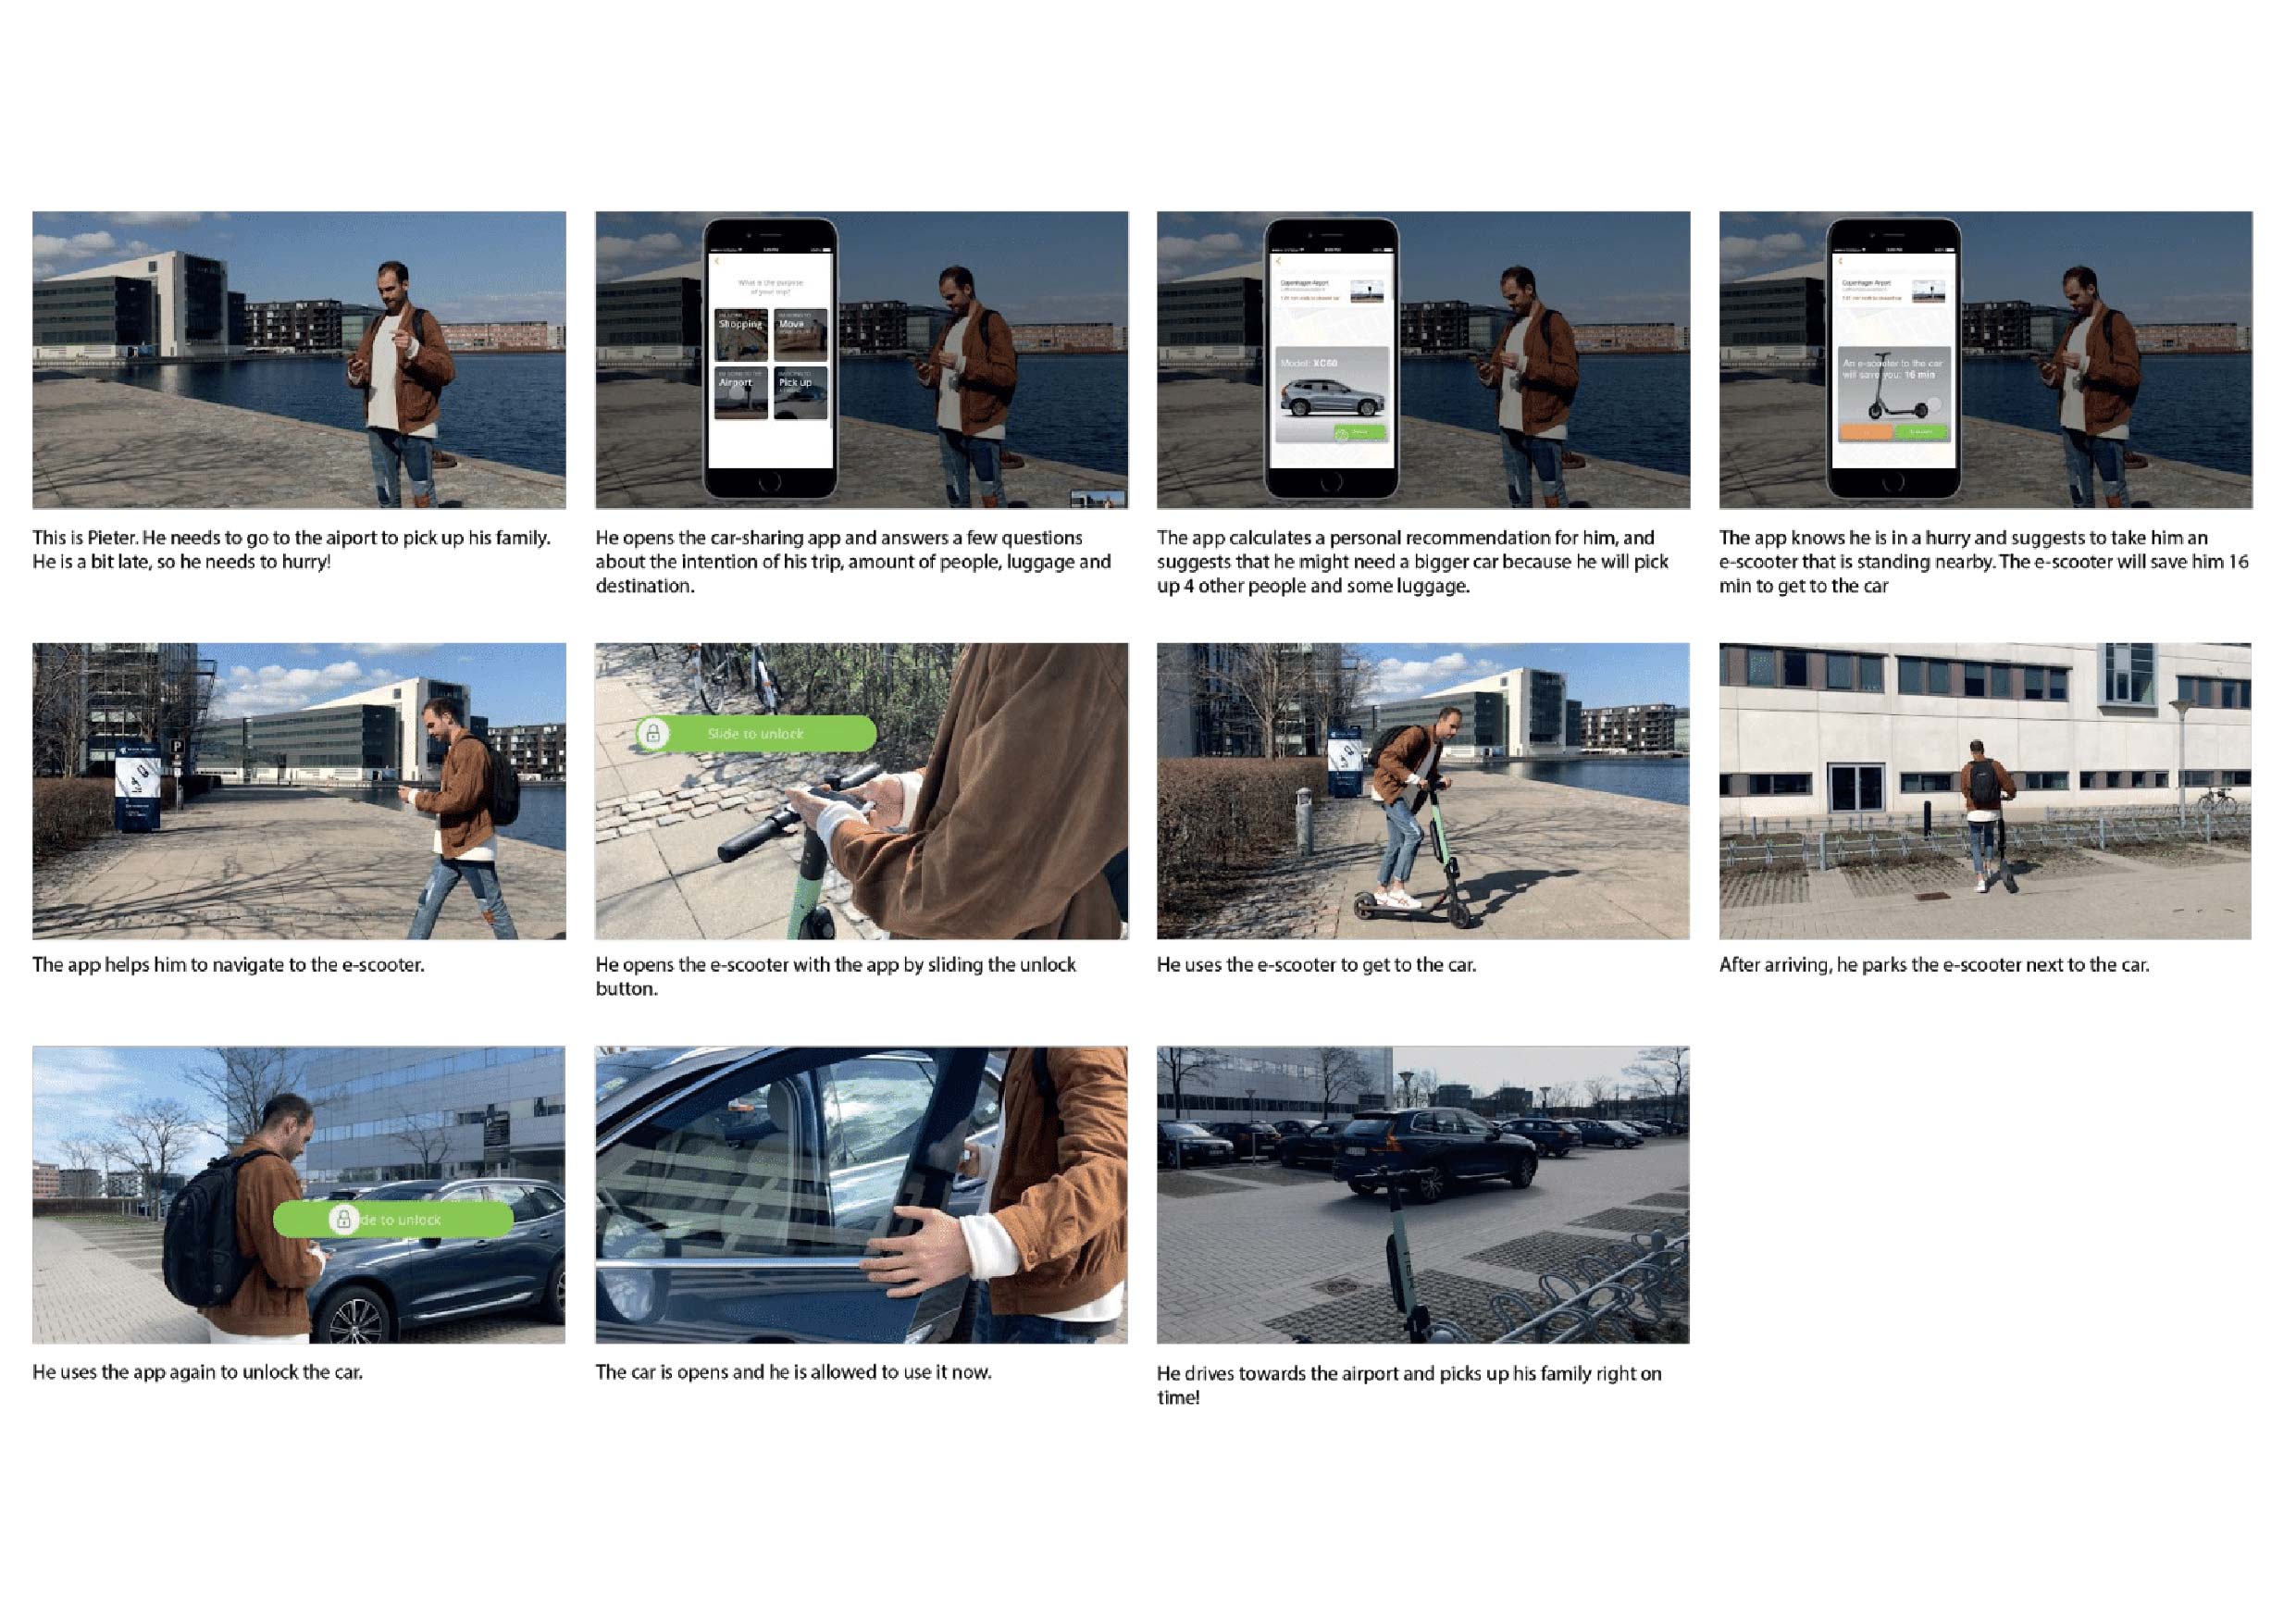 What is the purpose
of your trip?
Shopping
Move
Airport
Pick up
Copenhagen Airport
Model: XC60
Copenhagen Airport
An e-scooter to the car
will save you: 16 min
This is Pieter. He needs to go to the aiport to pick up his family.
He is a bit late, so he needs to hurry!
He opens the car-sharing app and answers a few questions
about the intention of his trip, amount of people, luggage and
destination.
The app calculates a personal recommendation for him, and
suggests that he might need a bigger car because he will pick
up 4 other people and some luggage.
The app knows he is in a hurry and suggests to take him an
e-scooter that is standing nearby. The e-scooter will save him 16
min to get to the car
P
Slide to unlock
The app helps him to navigate to the e-scooter.
He opens the e-scooter with the app by sliding the unlock
button.
He uses the e-scooter to get to the car.
After arriving, he parks the e-scooter next to the car.
de to unlock
He uses the app again to unlock the car.
The car is opens and he is allowed to use it now.
He drives towards the airport and picks up his family right on
time!